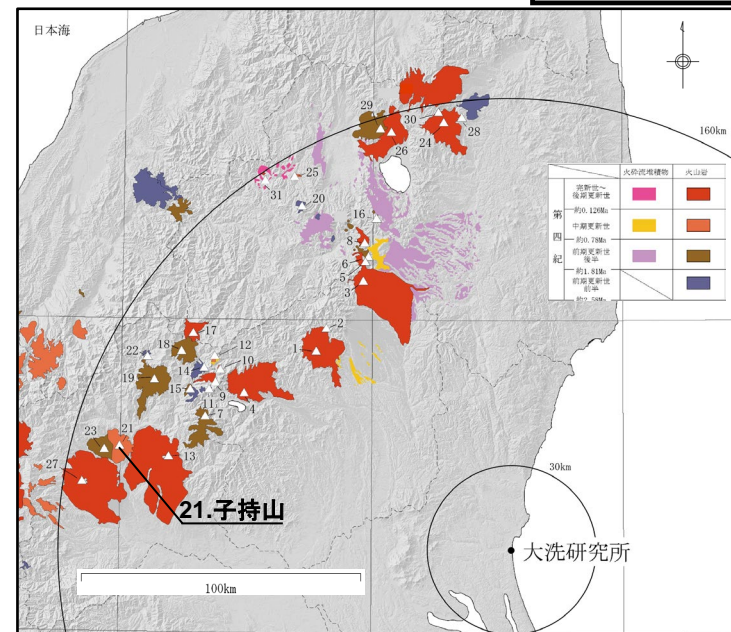 日本海
160km
29
30
24
28
26
25
31
20
16
8
6
5
3
火砕流堆積物
火山岩
第四紀
完新世～
後期更新世
約0.126Ma
中期更新世
約0.78Ma
前期更新世
後半
約1.81Ma
前期更新世
前半
約2.58Ma
2
1
17
18
12
22
14
10
19
15
9
4
11
7
21
23
13
27
21.子持山
30km
大洗研究所
100km